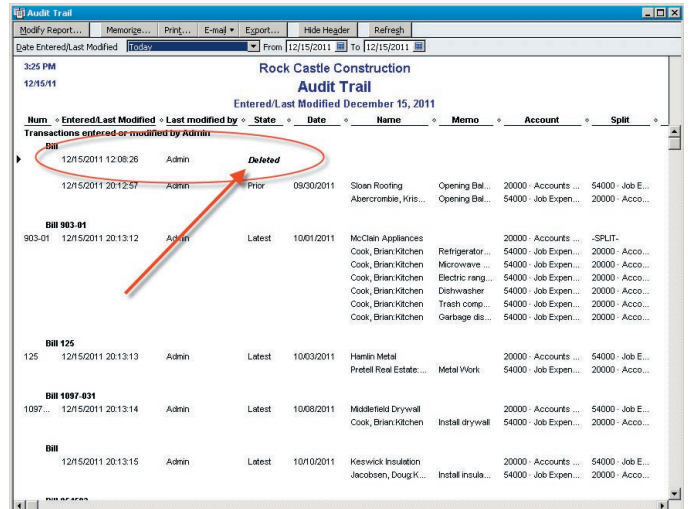 Audit Trail
Modify Report... Memorize... Print... E-mail Export... Hide Header Refresh
Date Entered/Last Modified Today From 12/15/2011 To 12/15/2011
3:25 PM Rock Castle Construction
12/15/11 Audit Trail
Entered/Last Modified December 15, 2011
Num Entered/Last Modified Last modified by State Date Name Memo Account Split
Transactions entered or modified by Admin
Bill
12/15/2011 12:08:26 Admin Deleted
12/15/2011 20:12:57 Admin Prior 09/30/2011 Sloan Roofing Opening Bal... 20000 · Accounts ... 54000 · Job E...
Abercrombie, Kris... Opening Bal... 54000 · Job Expen... 20000 · Acco...
Bill 903-01
903-01 12/15/2011 20:13:12 Admin Latest 10/01/2011 McClain Appliances 20000 · Accounts ... -SPLIT-
Cook, Brian:Kitchen Refrigerator... 54000 · Job Expen... 20000 · Acco...
Cook, Brian:Kitchen Microwave ... 54000 · Job Expen... 20000 · Acco...
Cook, Brian:Kitchen Electric rang... 54000 · Job Expen... 20000 · Acco...
Cook, Brian:Kitchen Dishwasher 54000 · Job Expen... 20000 · Acco...
Cook, Brian:Kitchen Trash comp... 54000 · Job Expen... 20000 · Acco...
Cook, Brian:Kitchen Garbage dis... 54000 · Job Expen... 20000 · Acco...
Bill 125
125 12/15/2011 20:13:13 Admin Latest 10/03/2011 Hamlin Metal 20000 · Accounts ... 54000 · Job E...
Pretell Real Estate:... Metal Work 54000 · Job Expen... 20000 · Acco...
Bill 1097-031
1097... 12/15/2011 20:13:14 Admin Latest 10/08/2011 Middlefield Drywall 20000 · Accounts ... 54000 · Job E...
Cook, Brian:Kitchen Install drywall 54000 · Job Expen... 20000 · Acco...
Bill
12/15/2011 20:13:15 Admin Latest 10/10/2011 Keswick Insulation 20000 · Accounts ... 54000 · Job E...
Jacobsen, Doug:K... Install insula... 54000 · Job Expen... 20000 · Acco...